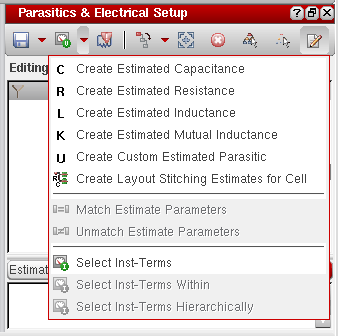 Parasitics & Electrical Setup
Editing
C Create Estimated Capacitance
R Create Estimated Resistance
L Create Estimated Inductance
K Create Estimated Mutual Inductance
U Create Custom Estimated Parasitic
Create Layout Stitching Estimates for Cell
Match Estimate Parameters
Unmatch Estimate Parameters
Select Inst-Terms
Select Inst-Terms Within
Select Inst-Terms Hierarchically